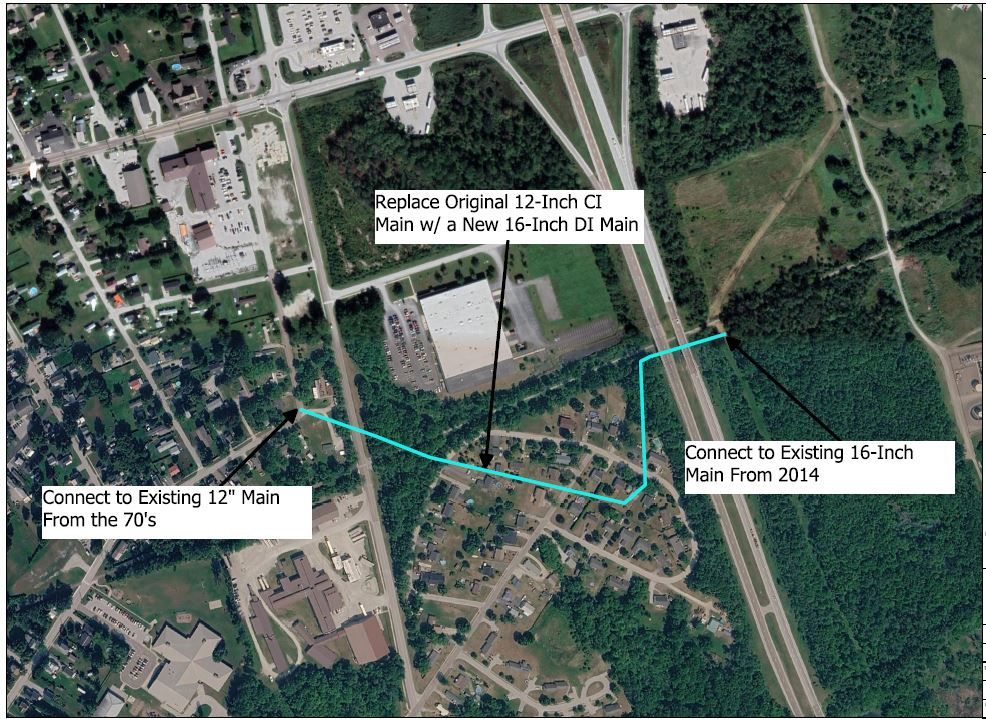 Replace Original 12-Inch CI
Main w/ a New 16-Inch DI Main
Connect to Existing 16-Inch
Main From 2014
Connect to Existing 12" Main
From the 70's